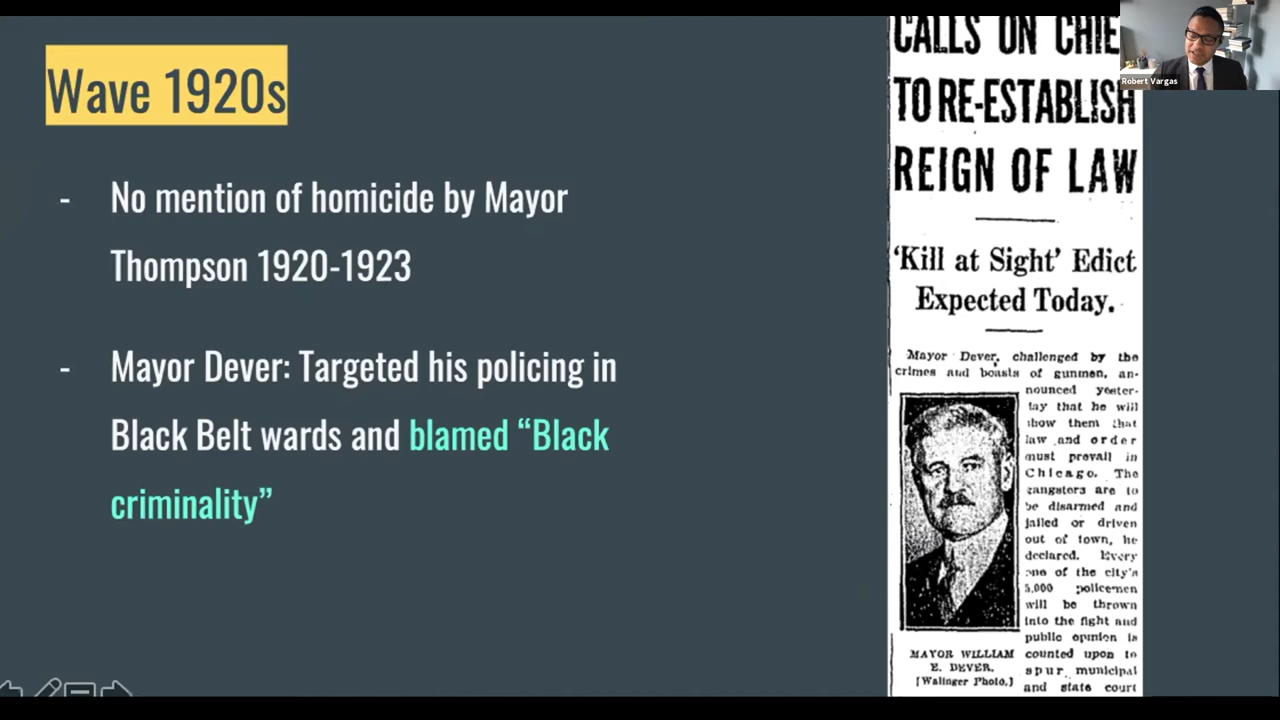 Wave 1920s
- No mention of homicide by Mayor
Thompson 1920-1923
- Mayor Dever: Targeted his policing in
Black Belt wards and blamed “Black
criminality”
CALLS ON CHIE
TO RE-ESTABLISH
REIGN OF LAW
‘Kill at Sight’ Edict
Expected Today.
Mayor Dever, challenged by the
crimes and boasts of gunmen, an-
nounced yester-
day that he will
show them that
law and order
must prevail in
Chicago. The
gangsters are to
be disarmed and
jailed or driven
out of town, he
declared. Every
one of the city's
5,000 policemen
will be thrown
into the fight and
public opinion is
counted upon to
spur municipal
and state court
MAYOR WILLIAM
E. DEVER.
[Walinger Photo.]
Robert Vargas